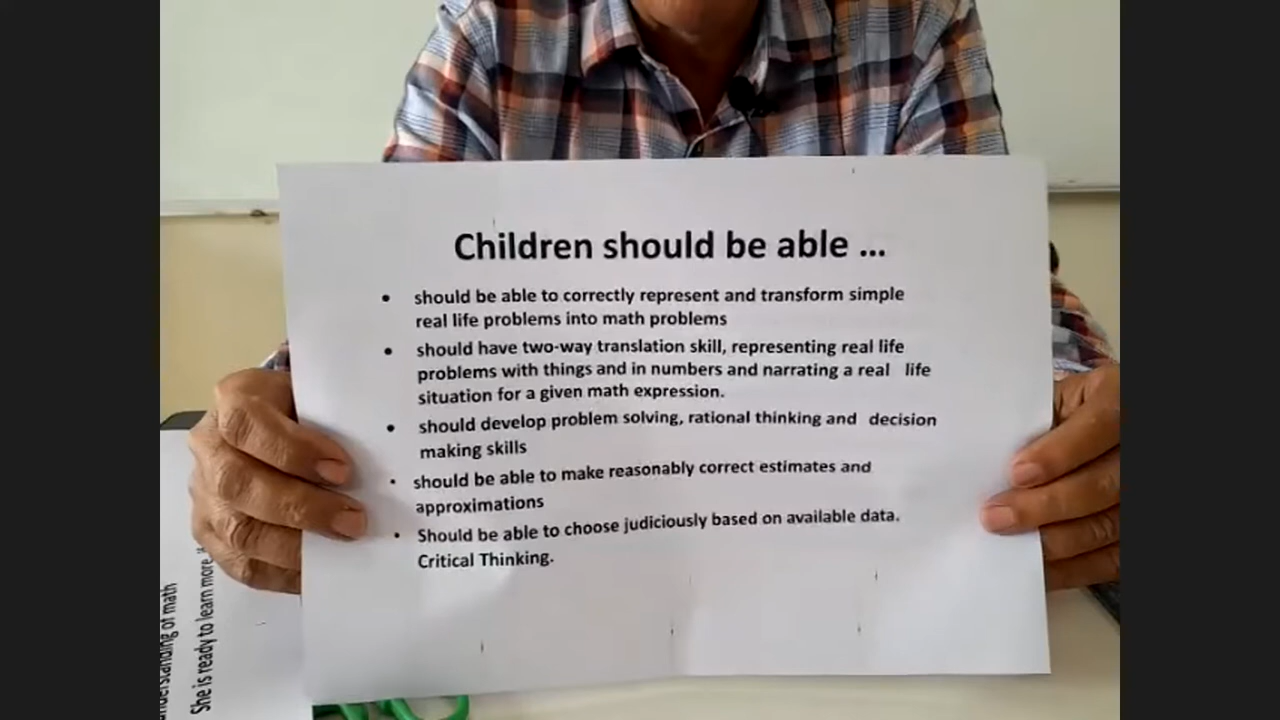 Children should be able ...
• should be able to correctly represent and transform simple
real life problems into math problems
• should have two-way translation skill, representing real life
problems with things and in numbers and narrating a real life
situation for a given math expression.
• should develop problem solving, rational thinking and decision
making skills
• should be able to make reasonably correct estimates and
approximations
• Should be able to choose judiciously based on available data.
Critical Thinking.
of math
She is ready to learn more